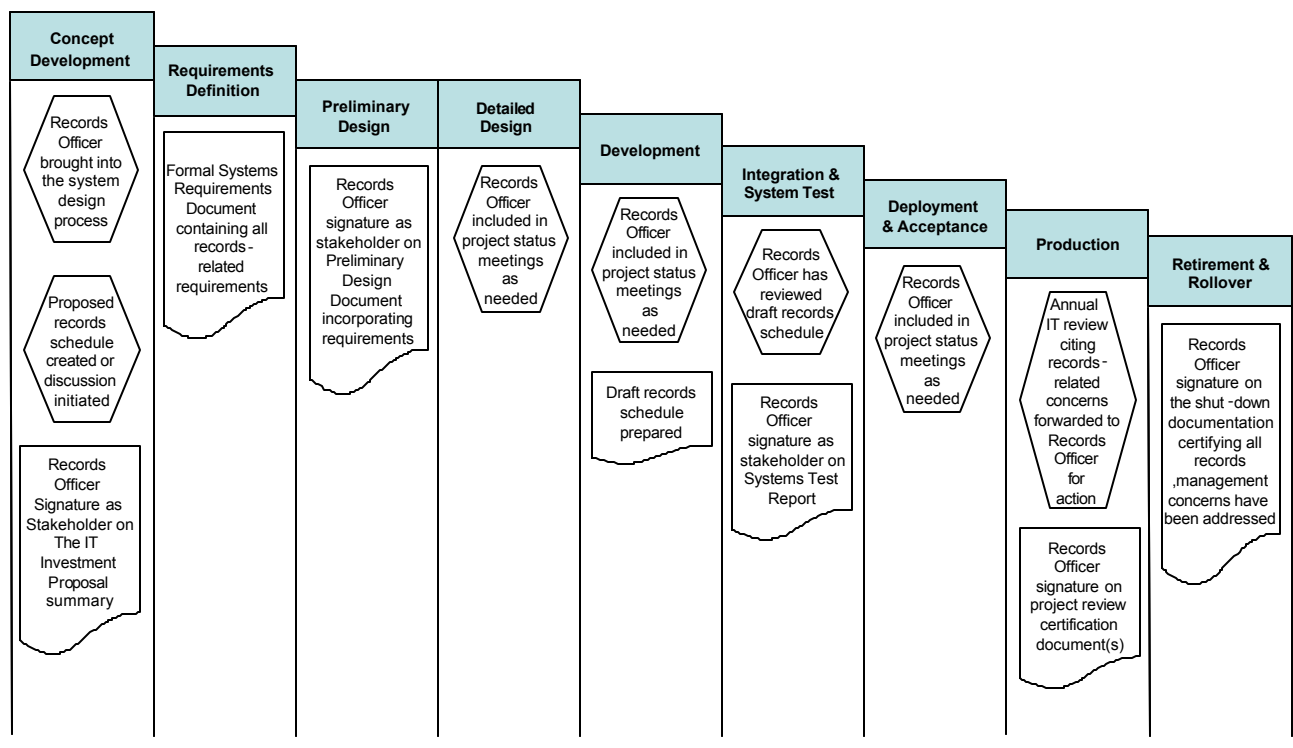 Concept
Development
Records
Officer
brought into
the system
design
process
Proposed
records
schedule
created or
discussion
initiated
Records
Officer
Signature as
Stakeholder on
The IT
Investment
Proposal
summary
Requirements
Definition
Formal Systems
Requirements
Document
containing all
records-
related
requirements
Preliminary
Design
Records
Officer
signature as
stakeholder on
Preliminary
Design
Document
incorporating
requirements
Detailed
Design
Records
Officer
included in
project status
meetings
as
needed
Development
Records
Officer
included in
project status
meetings
as
needed
Draft records
schedule
prepared
Integration &
System Test
Records
Officer has
reviewed
draft records
schedule
Records
Officer
signature as
stakeholder on
Systems Test
Report
Deployment
& Acceptance
Records
Officer
included in
project status
meetings
as
needed
Production
Annual
IT review
citing
records-
related
concerns
forwarded to
Records
Officer
for
action
Records
Officer
signature on
project review
certification
document(s)
Retirement &
Rollover
Records
Officer
signature on
the shut -down
documentation
certifying all
records
,management
concerns have
been addressed